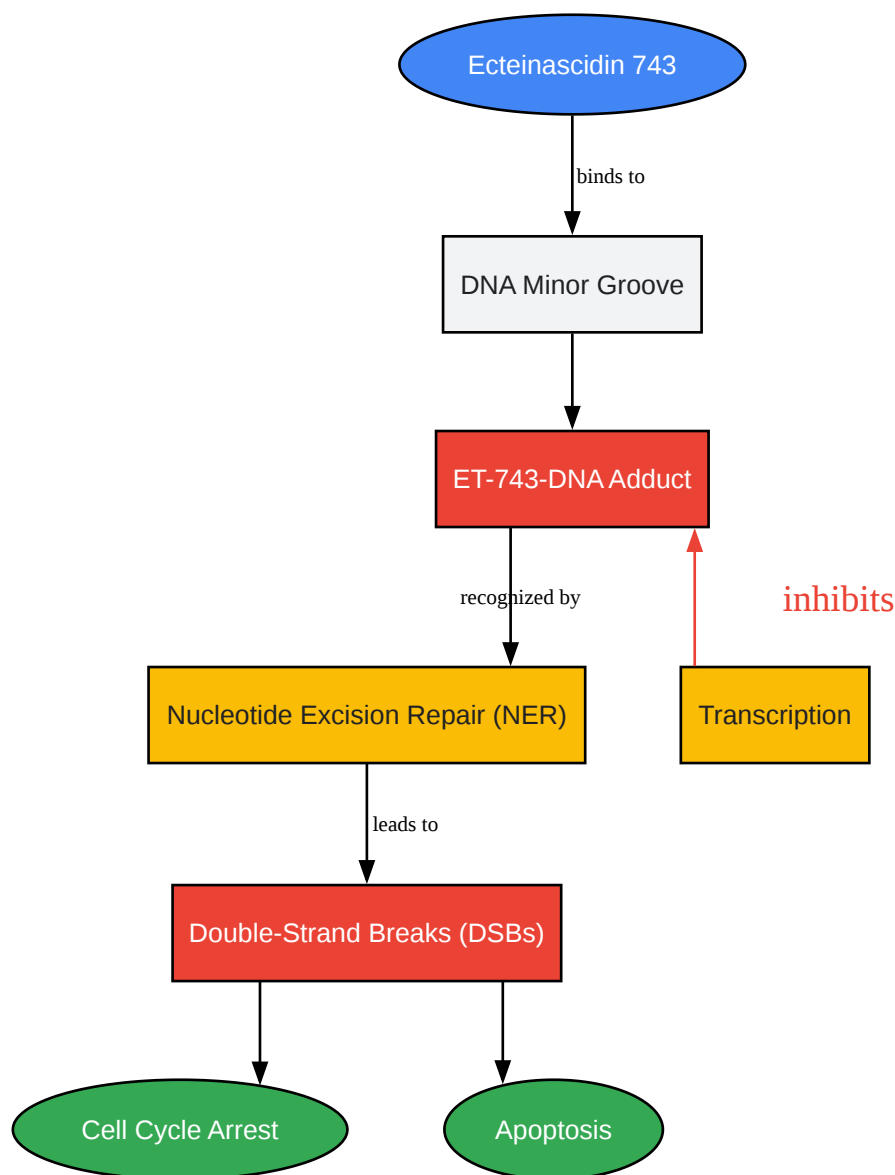 Ecteinascidin 743
binds to
DNA Minor Groove
ET-743-DNA Adduct
recognized by
inhibits
Nucleotide Excision Repair (NER)
Transcription
leads to
Double-Strand Breaks (DSBs)
Cell Cycle Arrest
Apoptosis